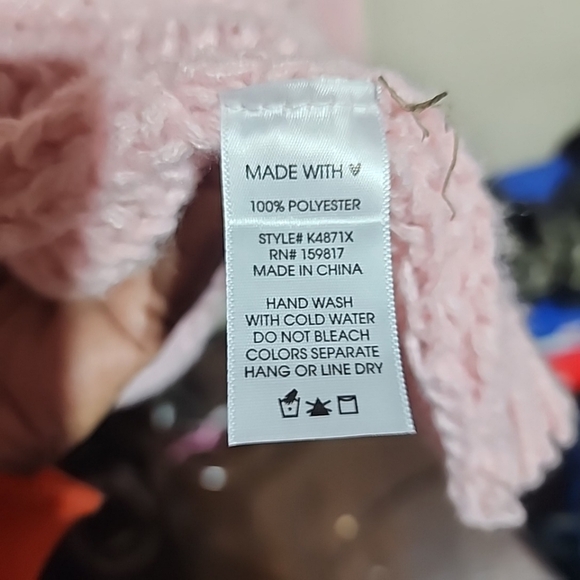 MADE WITH ♡
100% POLYESTER
STYLE# K4871X
RN# 159817
MADE IN CHINA
HAND WASH
WITH COLD WATER
DO NOT BLEACH
COLORS SEPARATE
HANG OR LINE DRY